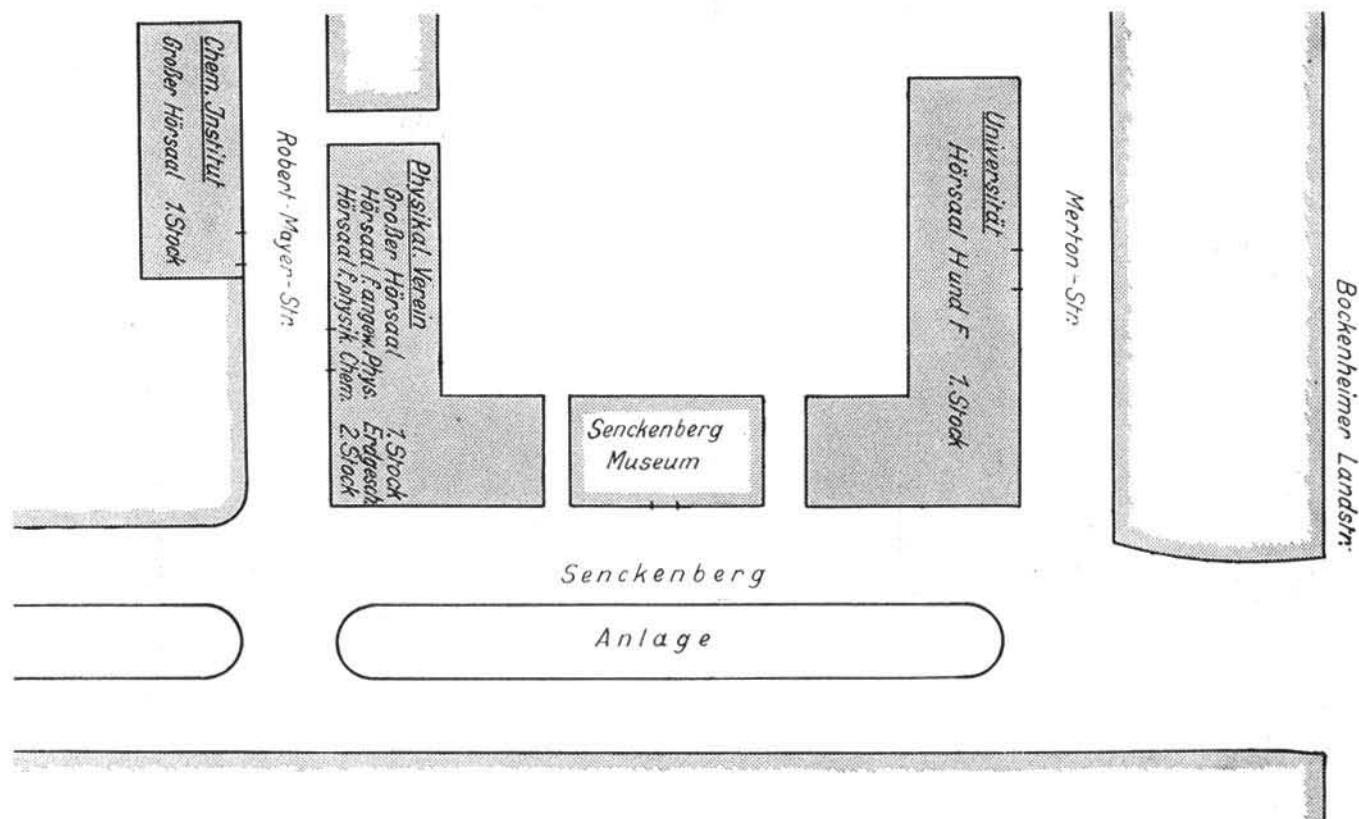 Chem. Institut
Großer Hörsaal 1.Stock
Robert-Mayer-Str.
Physikal. Verein
Großer Hörsaal 1.Stock
Hörsaal f.angew.Phys. Erdgesch.
Hörsaal f.physik. Chem. 2.Stock
Senckenberg
Museum
Universität
Hörsaal H und F 1.Stock
Merton-Str.
Bockenheimer Landstr.
Senckenberg
Anlage